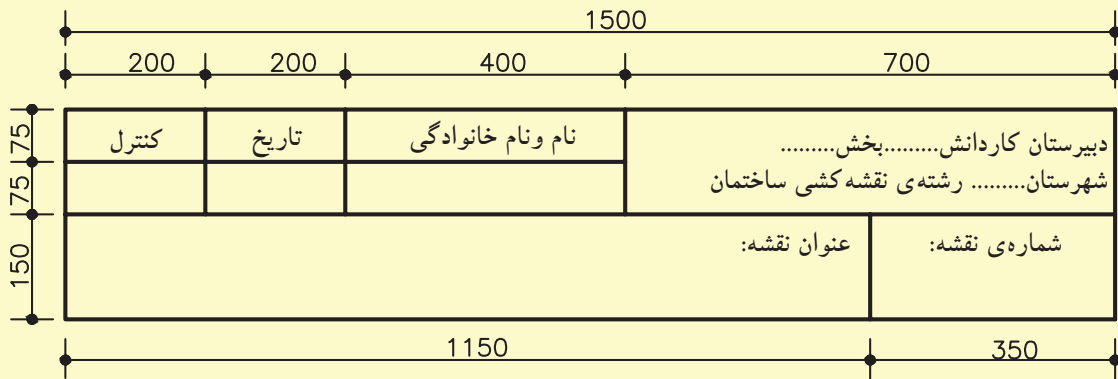 1500
700 400 200 200
دبیرستان کاردانش.........بخش.........
شهرستان......... رشته‌ی نقشه‌کشی ساختمان
نام ونام خانوادگی
تاریخ
کنترل
75
75
150
شماره‌ی نقشه:
عنوان نقشه:
1150 350